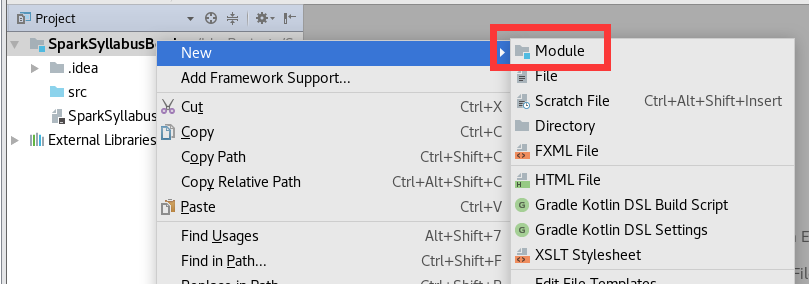 Project
SparkSyllabusB
.idea
src
SparkSyllabus
External Libraries
New
Add Framework Support...
Cut Ctrl+X
Copy Ctrl+C
Copy Path Ctrl+Shift+C
Copy Relative Path Ctrl+Alt+Shift+C
Paste Ctrl+V
Find Usages Alt+Shift+7
Find in Path... Ctrl+Shift+F
Replace in Path
Module
File
Scratch File Ctrl+Alt+Shift+Insert
Directory
FXML File
HTML File
Gradle Kotlin DSL Build Script
Gradle Kotlin DSL Settings
XSLT Stylesheet
Edit File Templates